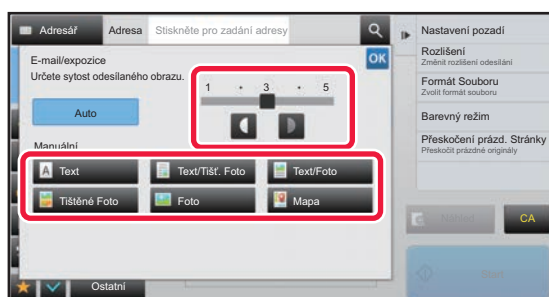 Adresář
Adresa
Stiskněte pro zadání adresy
E-mail/expozice
OK
Určete sytost odesílaného obrazu.
1 • 3 • 5
Auto
Manuální
Text
Text/Tišť. Foto
Text/Foto
Tištěné Foto
Foto
Mapa
Ostatní
Nastavení pozadí
Rozlišení
Změnit rozlišení odesílání
Formát Souboru
Zvolit formát souboru
Barevný režim
Přeskočení prázd. Stránky
Přeskočit prázdné originály
Náhled
CA
Start